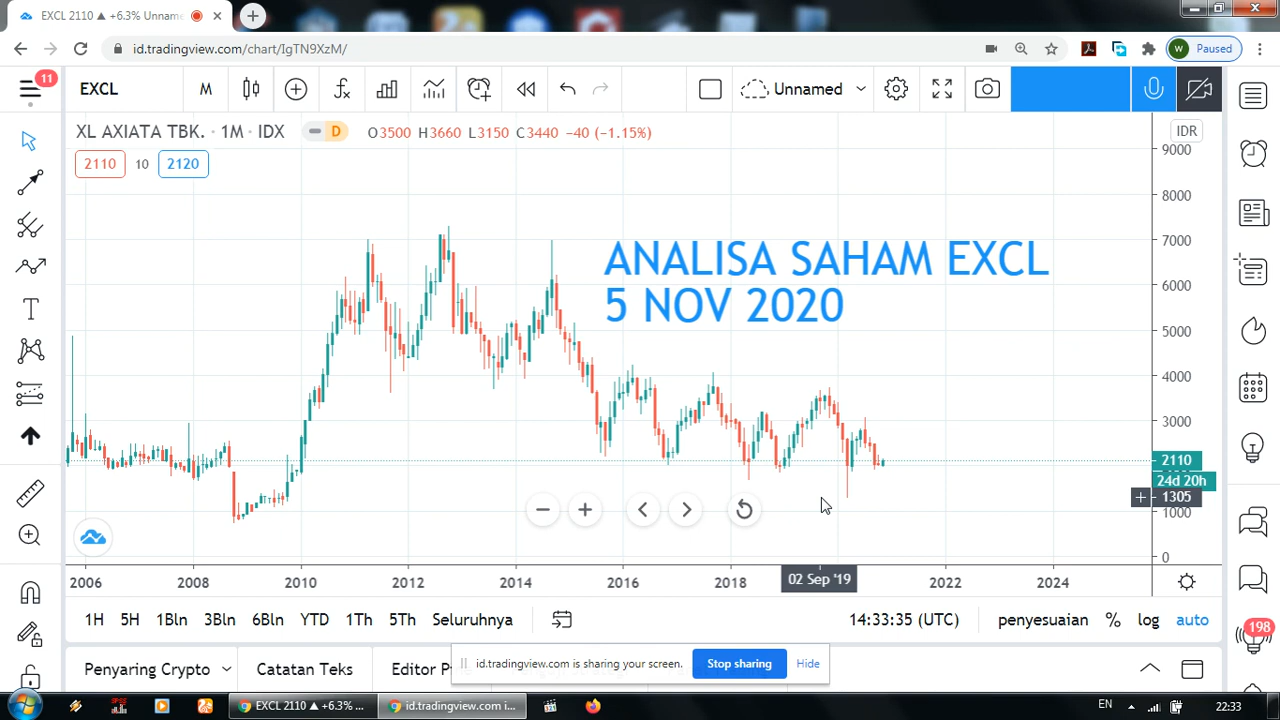 EXCL 2110 ▲ +6.3% Unnam
id.tradingview.com/chart/IgTN9XzM/
W Paused
11
EXCL
M
Unnamed
XL AXIATA TBK. · 1M · IDX
D
O3500 H3660 L3150 C3440 −40 (−1.15%)
IDR
2110 10 2120
9000
8000
7000
6000
5000
4000
3000
2110
24d 20h
1305
1000
0
ANALISA SAHAM EXCL
5 NOV 2020
2006 2008 2010 2012 2014 2016 2018 02 Sep '19 2022 2024
1H 5H 1Bln 3Bln 6Bln YTD 1Th 5Th Seluruhnya
14:33:35 (UTC) penyesuaian % log auto
198
Penyaring Crypto Catatan Teks Editor P
id.tradingview.com is sharing your screen. Stop sharing Hide
EXCL 2110 ▲ +6.3% ...
id.tradingview.com i...
EN 22:33